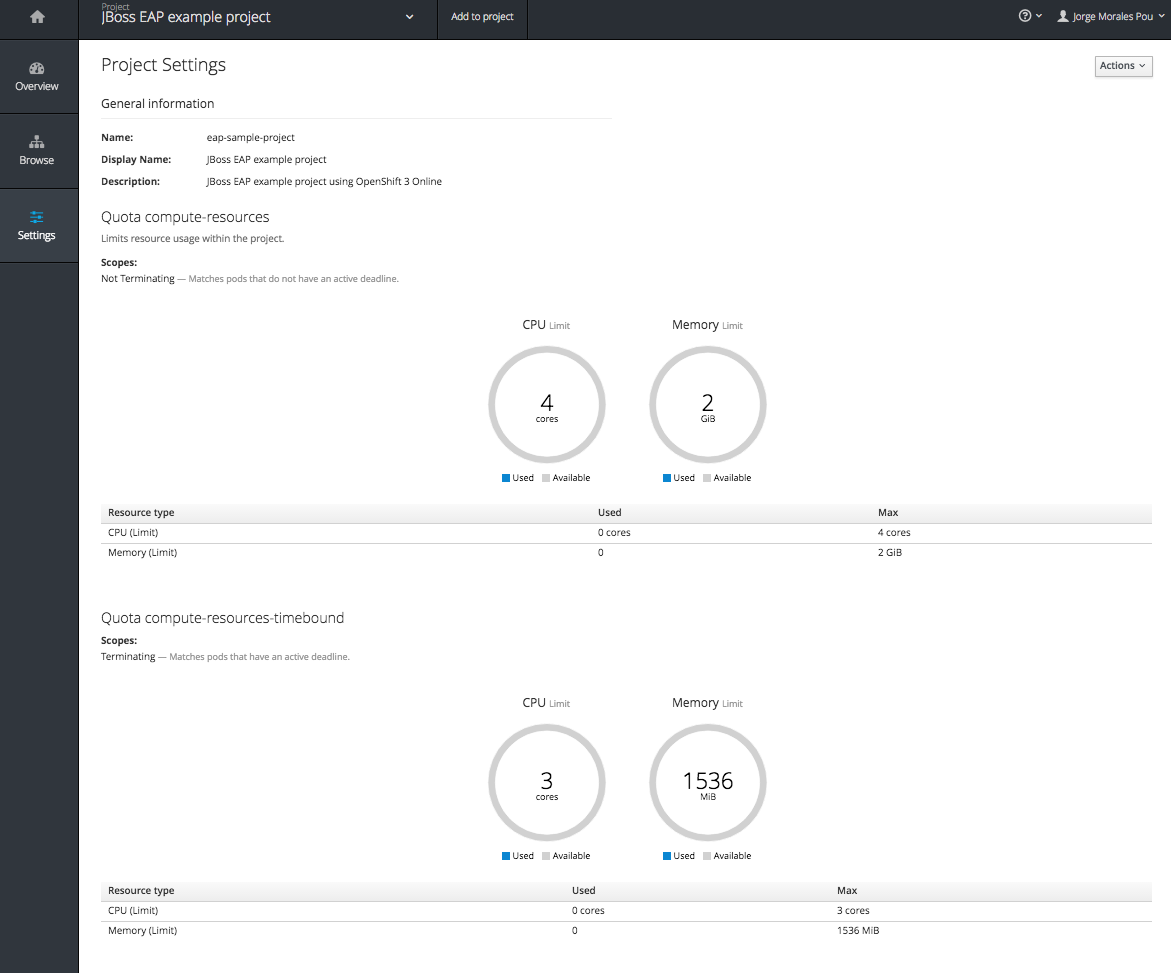 Project
JBoss EAP example project
Add to project
Jorge Morales Pou
Overview
Browse
Settings
Project Settings
Actions
General information
Name: eap-sample-project
Display Name: JBoss EAP example project
Description: JBoss EAP example project using OpenShift 3 Online
Quota compute-resources
Limits resource usage within the project.
Scopes:
Not Terminating — Matches pods that do not have an active deadline.
CPU Limit Memory Limit
4 2
cores GiB
Used Available Used Available
Resource type Used Max
CPU (Limit) 0 cores 4 cores
Memory (Limit) 0 2 GiB
Quota compute-resources-timebound
Scopes:
Terminating — Matches pods that have an active deadline.
CPU Limit Memory Limit
3 1536
cores MiB
Used Available Used Available
Resource type Used Max
CPU (Limit) 0 cores 3 cores
Memory (Limit) 0 1536 MiB